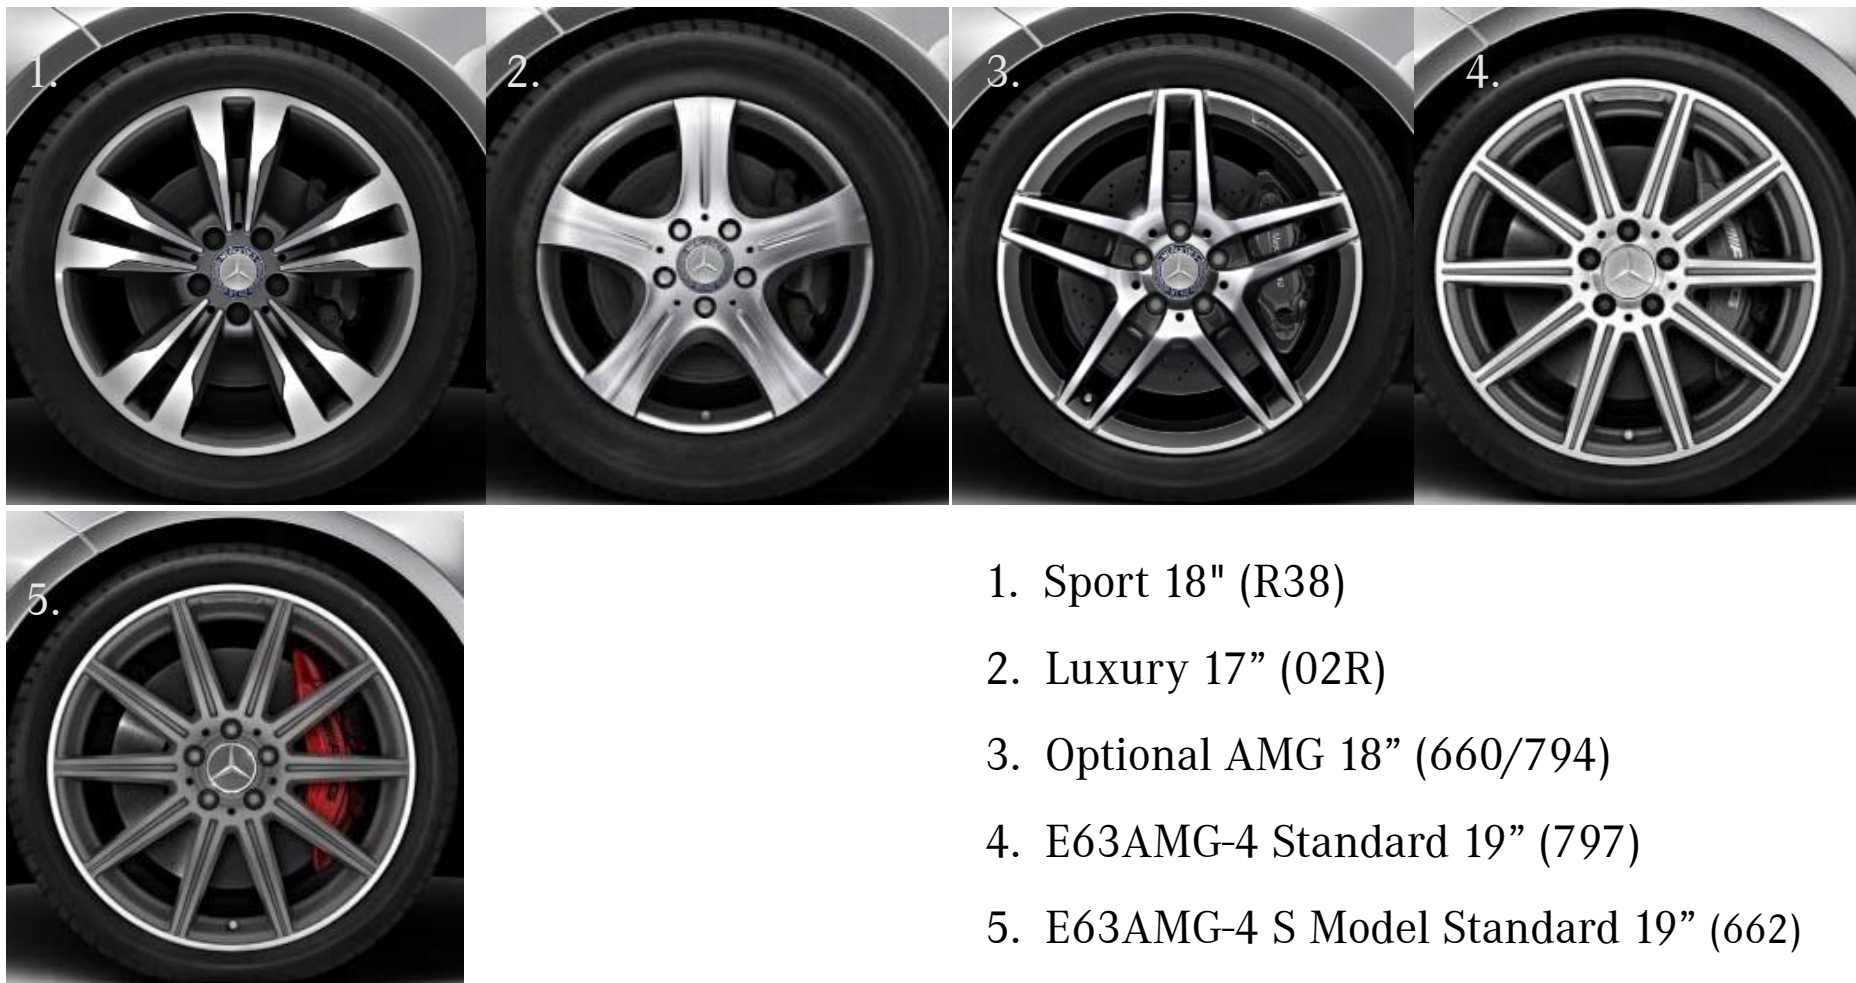 1.
2.
3.
4.
5.
1. Sport 18" (R38)
2. Luxury 17” (02R)
3. Optional AMG 18” (660/794)
4. E63AMG-4 Standard 19” (797)
5. E63AMG-4 S Model Standard 19” (662)